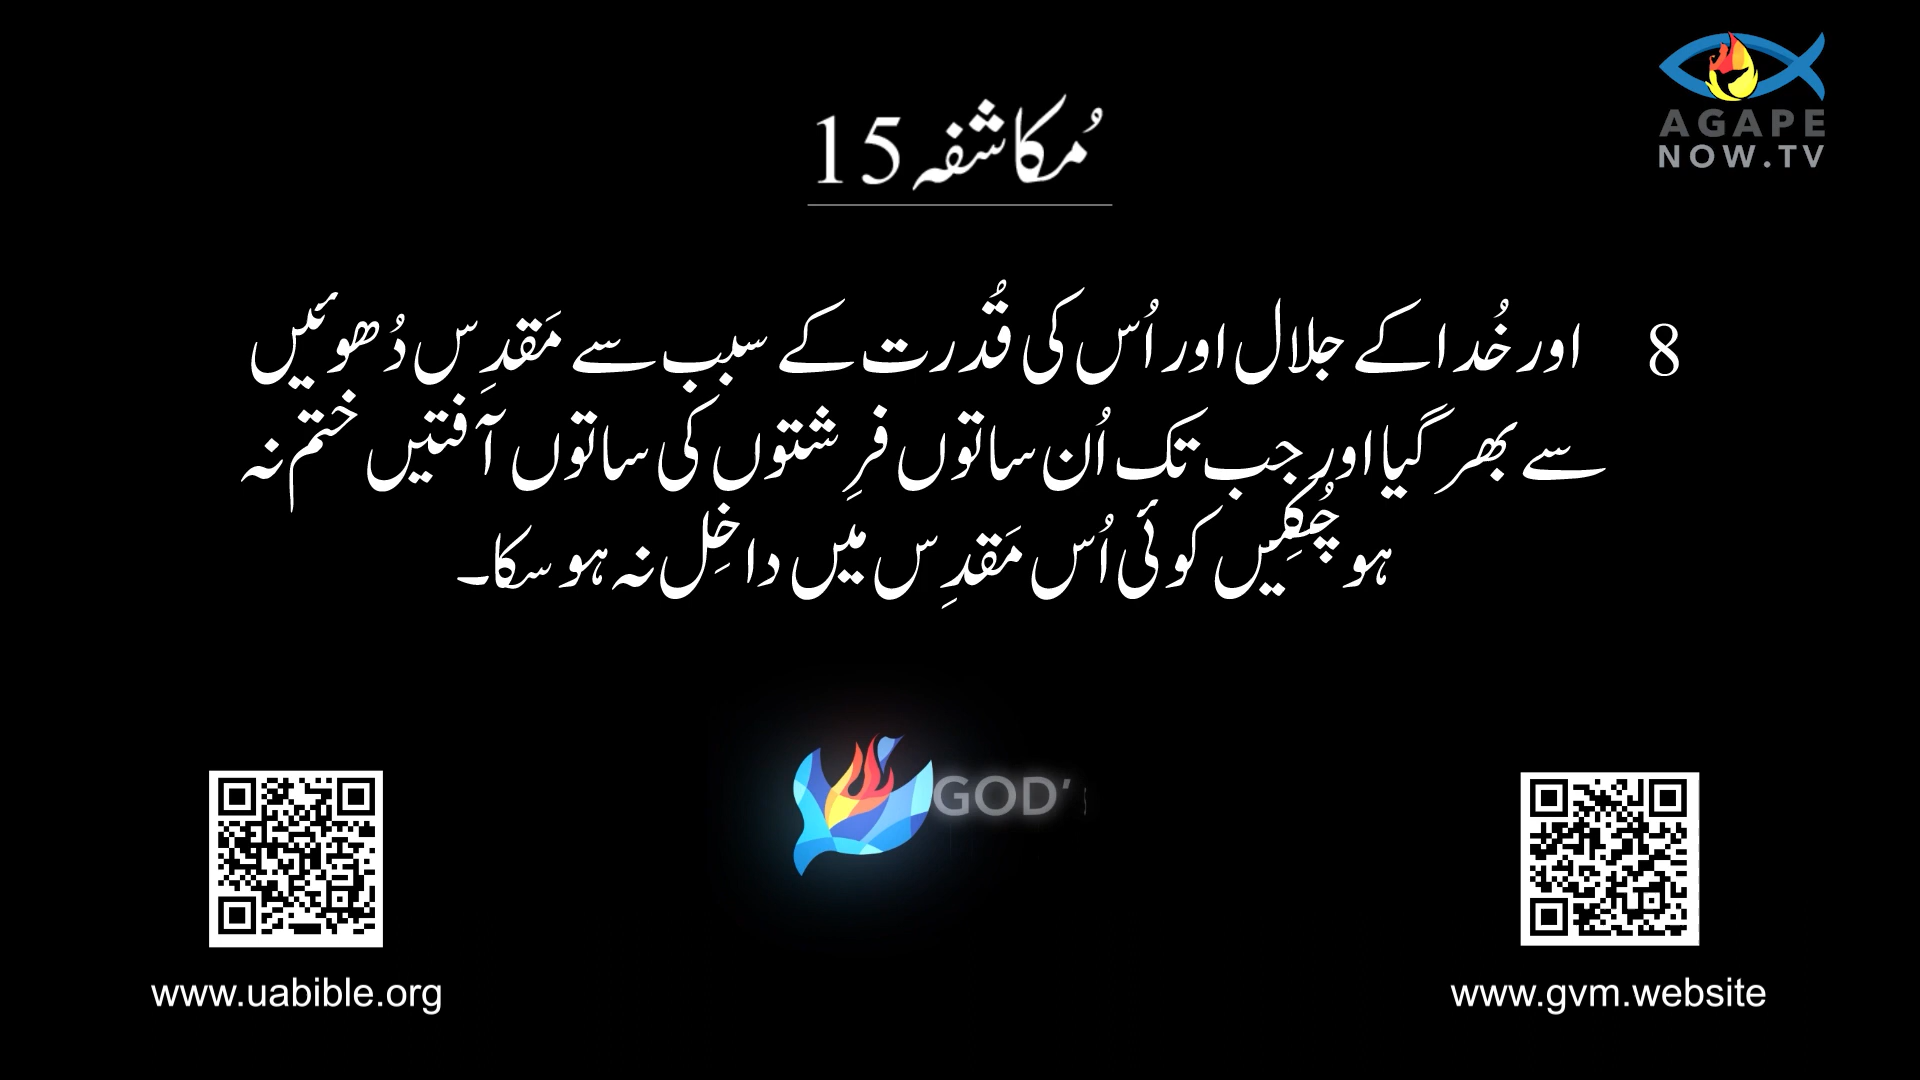 AGAPE
NOW.TV
مُکاشفہ 15
8 اور خُدا کے جلال اور اُس کی قُدرت کے سبب سے مَقدِس دُھوئیں
سے بھر گیا اور جب تک اُن ساتوں فرِشتوں کی ساتوں آفتیں ختم نہ
ہو چُکِیں کوئی اُس مَقدِس میں داخِل نہ ہو سکا۔
GOD'
www.uabible.org
www.gvm.website